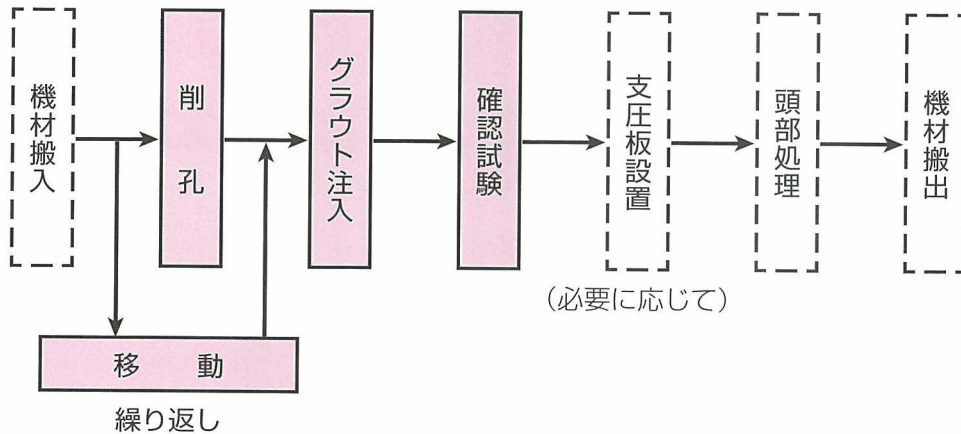 機材搬入
削孔
グラウト注入
確認試験
支圧板設置
頭部処理
機材搬出
（必要に応じて）
移動
繰り返し